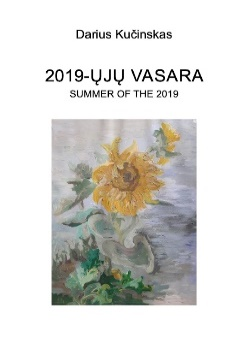 Darius Kučinskas
2019-ŲJŲ VASARA
SUMMER OF THE 2019